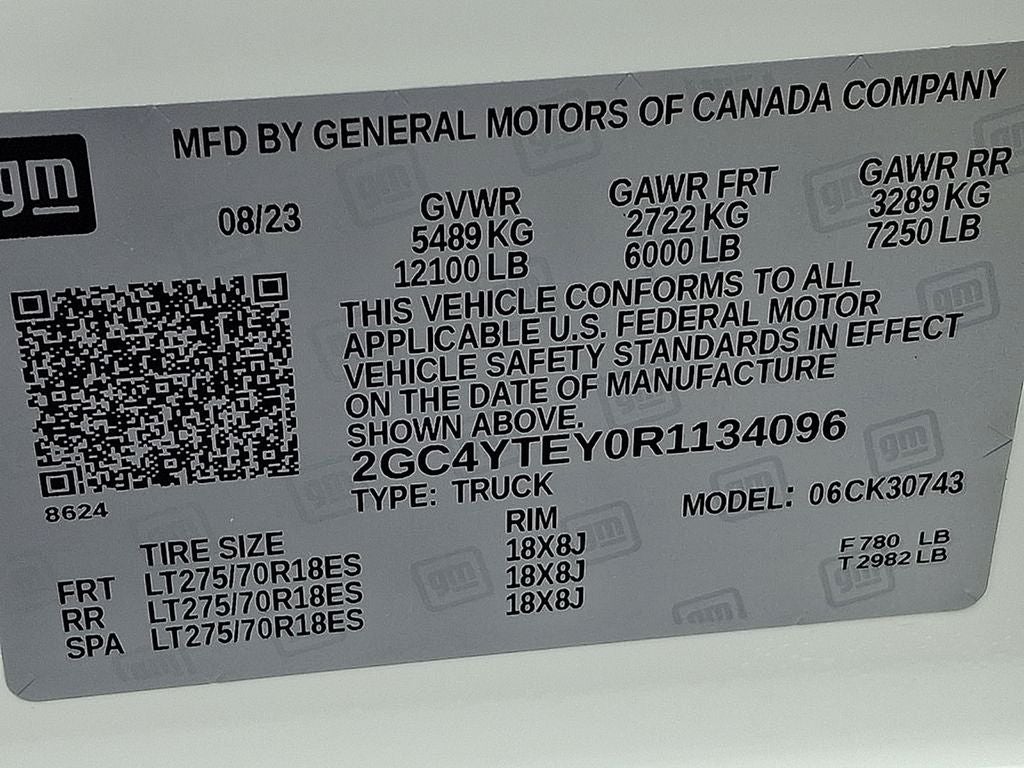 gm
MFD BY GENERAL MOTORS OF CANADA COMPANY
08/23 GVWR GAWR FRT GAWR RR
5489 KG 2722 KG 3289 KG
12100 LB 6000 LB 7250 LB
THIS VEHICLE CONFORMS TO ALL
APPLICABLE U.S. FEDERAL MOTOR
VEHICLE SAFETY STANDARDS IN EFFECT
ON THE DATE OF MANUFACTURE
SHOWN ABOVE.
2GC4YTEY0R1134096
TYPE: TRUCK MODEL: 06CK30743
8624
TIRE SIZE RIM
FRT LT275/70R18ES 18X8J
RR LT275/70R18ES 18X8J
SPA LT275/70R18ES 18X8J
F 780 LB
T 2982 LB